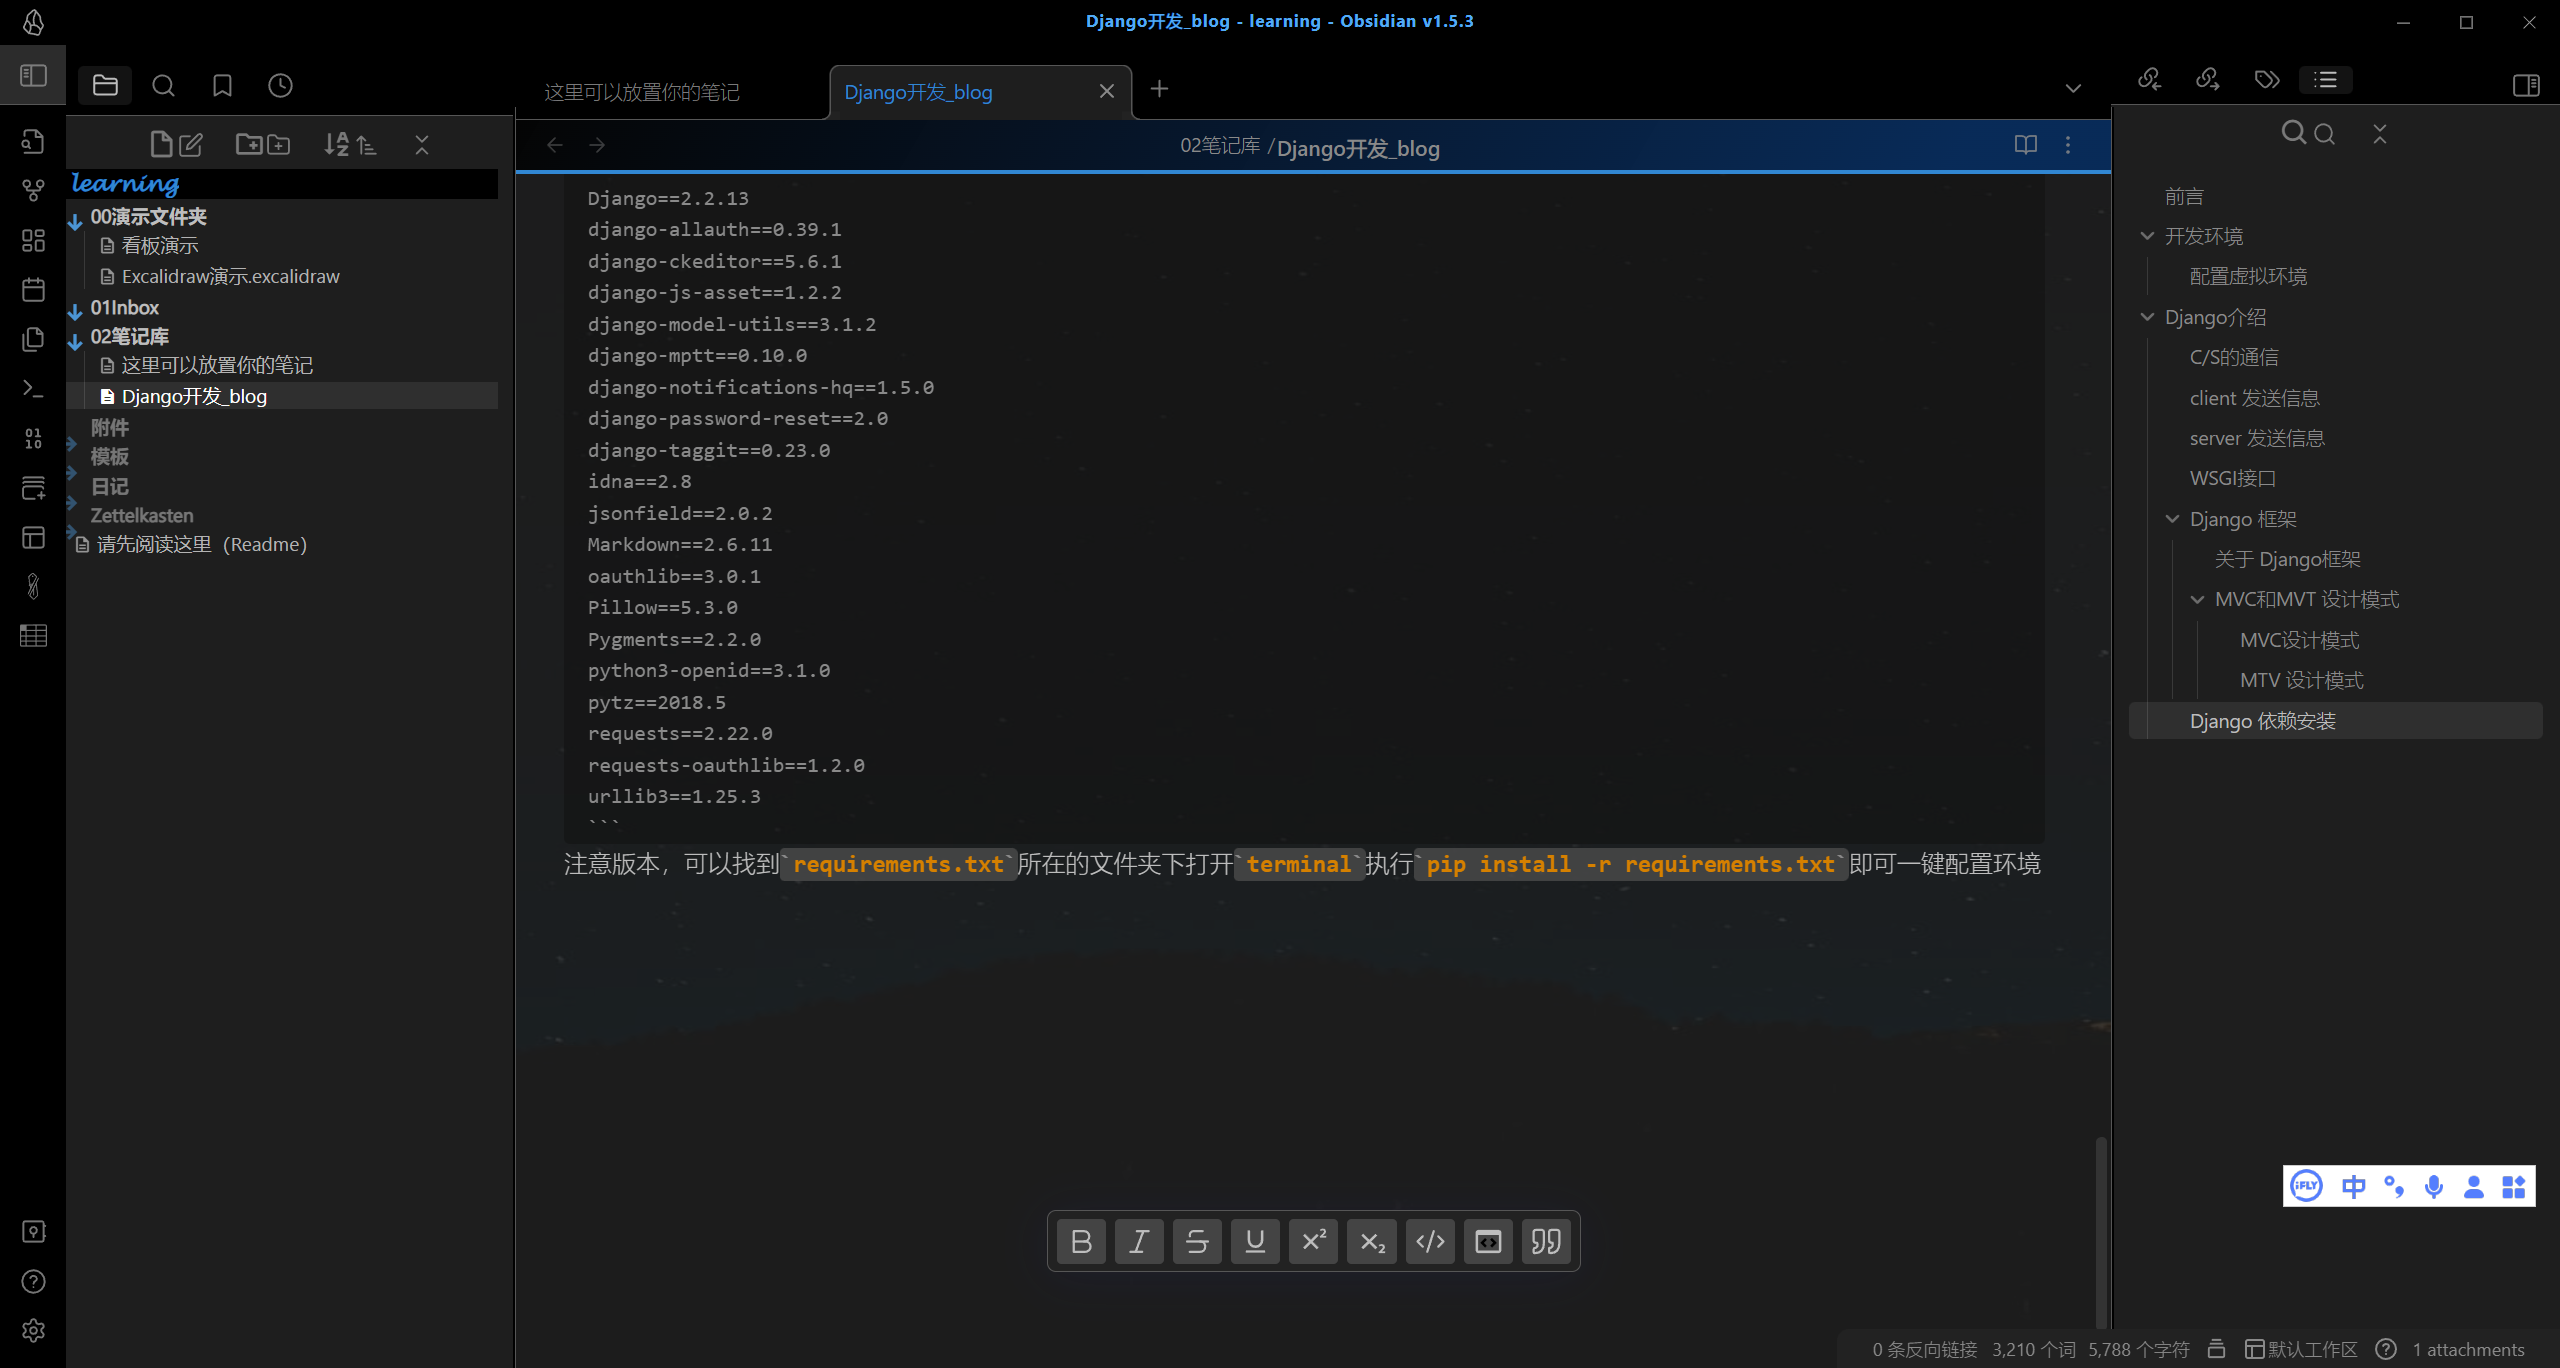 Django开发_blog - learning - Obsidian v1.5.3
这里可以放置你的笔记
Django开发_blog
learning
00演示文件夹
看板演示
Excalidraw演示.excalidraw
01Inbox
02笔记库
这里可以放置你的笔记
Django开发_blog
附件
模板
日记
Zettelkasten
请先阅读这里（Readme）
02笔记库 /Django开发_blog
Django==2.2.13
django-allauth==0.39.1
django-ckeditor==5.6.1
django-js-asset==1.2.2
django-model-utils==3.1.2
django-mptt==0.10.0
django-notifications-hq==1.5.0
django-password-reset==2.0
django-taggit==0.23.0
idna==2.8
jsonfield==2.0.2
Markdown==2.6.11
oauthlib==3.0.1
Pillow==5.3.0
Pygments==2.2.0
python3-openid==3.1.0
pytz==2018.5
requests==2.22.0
requests-oauthlib==1.2.0
urllib3==1.25.3
```
注意版本，可以找到`requirements.txt`所在的文件夹下打开`terminal`执行`pip install -r requirements.txt`即可一键配置环境
前言
开发环境
配置虚拟环境
Django介绍
C/S的通信
client 发送信息
server 发送信息
WSGI接口
Django 框架
关于 Django框架
MVC和MVT 设计模式
MVC设计模式
MTV 设计模式
Django 依赖安装
iFLY 中
0 条反向链接 3,210 个词 5,788 个字符 默认工作区 1 attachments